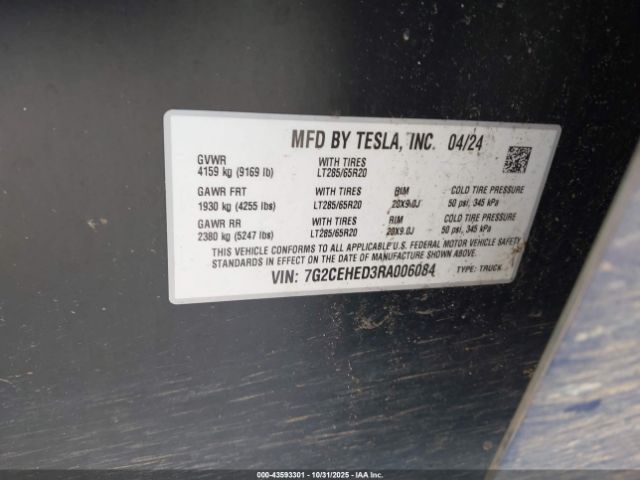 MFD BY TESLA, INC. 04/24
GVWR WITH TIRES
4159 kg (9169 lb) LT285/65R20
GAWR FRT WITH TIRES RIM COLD TIRE PRESSURE
1930 kg (4255 lbs) LT285/65R20 20X9.0J 50 psi, 345 kPa
GAWR RR WITH TIRES RIM COLD TIRE PRESSURE
2380 kg (5247 lbs) LT285/65R20 20X9.0J 50 psi, 345 kPa
THIS VEHICLE CONFORMS TO ALL APPLICABLE U.S. FEDERAL MOTOR VEHICLE SAFETY
STANDARDS IN EFFECT ON THE DATE OF MANUFACTURE SHOWN ABOVE.
VIN: 7G2CEHED3RA006084 TYPE: TRUCK
000-43593301 - 10/31/2025 - IAA Inc.